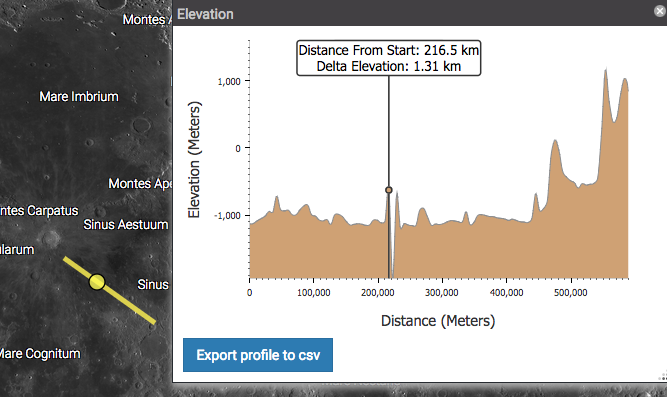 Montes A
Mare Imbrium
Montes Ape
ntes Carpatus
Sinus Aestuum
ularum
Sinus
Mare Cognitum
Elevation
Distance From Start: 216.5 km
Delta Elevation: 1.31 km
Elevation (Meters)
1,000
0
-1,000
0
100,000
200,000
300,000
400,000
500,000
Distance (Meters)
Export profile to csv